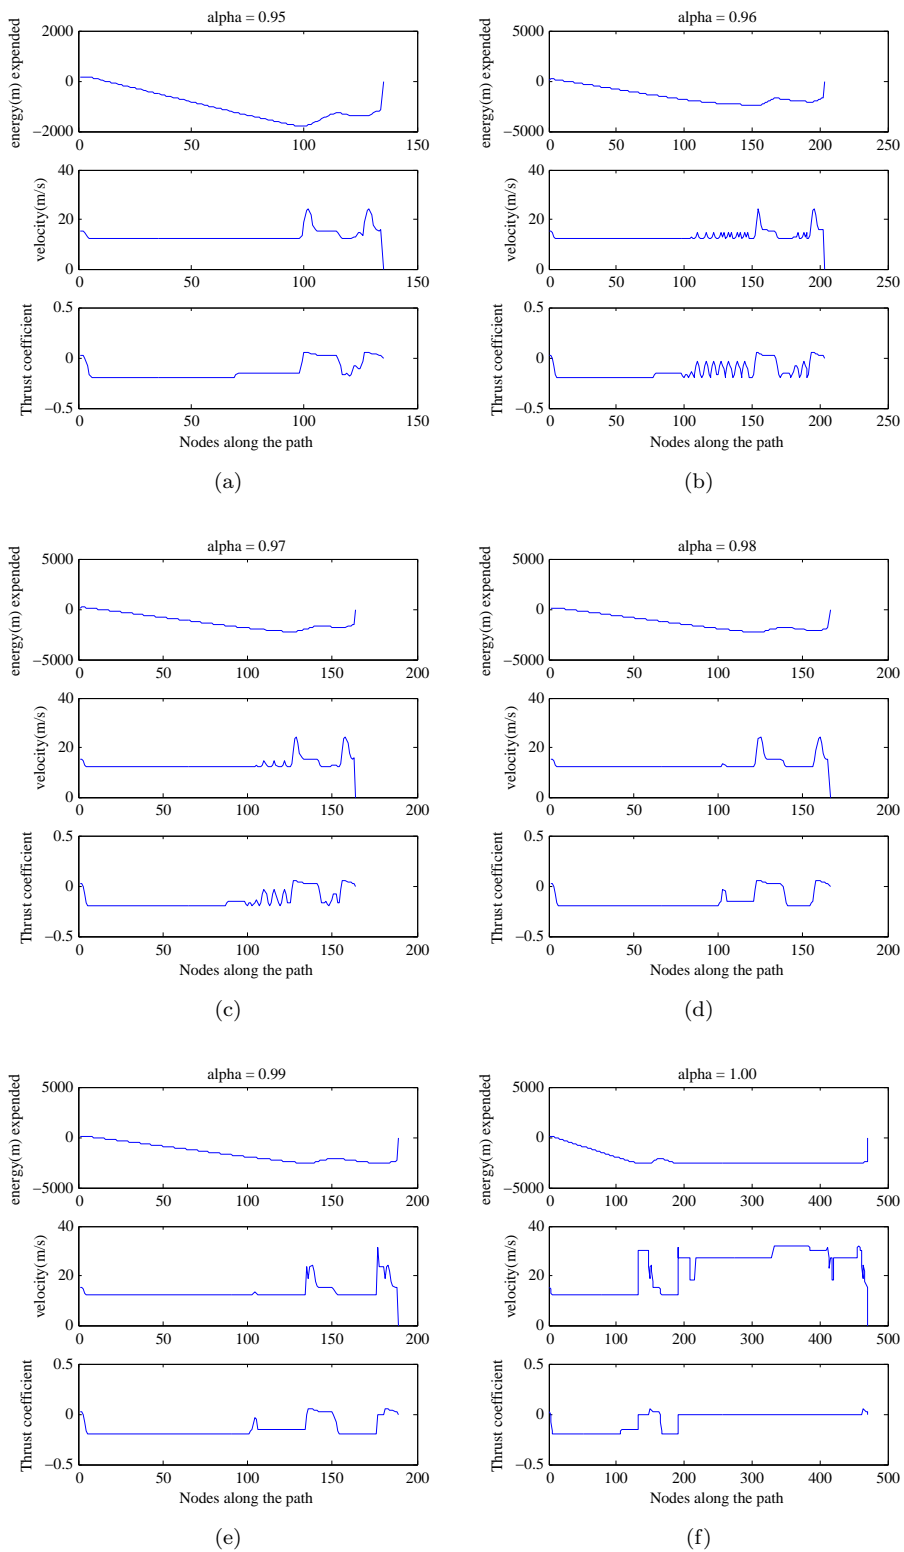 alpha = 0.95
energy(m) expended
2000
0
−2000
0 50 100 150
velocity(m/s)
40
20
0
0 50 100 150
Thrust coefficient
0.5
0
−0.5
0 50 100 150
Nodes along the path
(a)
alpha = 0.96
energy(m) expended
5000
0
−5000
0 50 100 150 200 250
velocity(m/s)
40
20
0
0 50 100 150 200 250
Thrust coefficient
0.5
0
−0.5
0 50 100 150 200 250
Nodes along the path
(b)
alpha = 0.97
energy(m) expended
5000
0
−5000
0 50 100 150 200
velocity(m/s)
40
20
0
0 50 100 150 200
Thrust coefficient
0.5
0
−0.5
0 50 100 150 200
Nodes along the path
(c)
alpha = 0.98
energy(m) expended
5000
0
−5000
0 50 100 150 200
velocity(m/s)
40
20
0
0 50 100 150 200
Thrust coefficient
0.5
0
−0.5
0 50 100 150 200
Nodes along the path
(d)
alpha = 0.99
energy(m) expended
5000
0
−5000
0 50 100 150 200
velocity(m/s)
40
20
0
0 50 100 150 200
Thrust coefficient
0.5
0
−0.5
0 50 100 150 200
Nodes along the path
(e)
alpha = 1.00
energy(m) expended
5000
0
−5000
0 100 200 300 400 500
velocity(m/s)
40
20
0
0 100 200 300 400 500
Thrust coefficient
0.5
0
−0.5
0 100 200 300 400 500
Nodes along the path
(f)